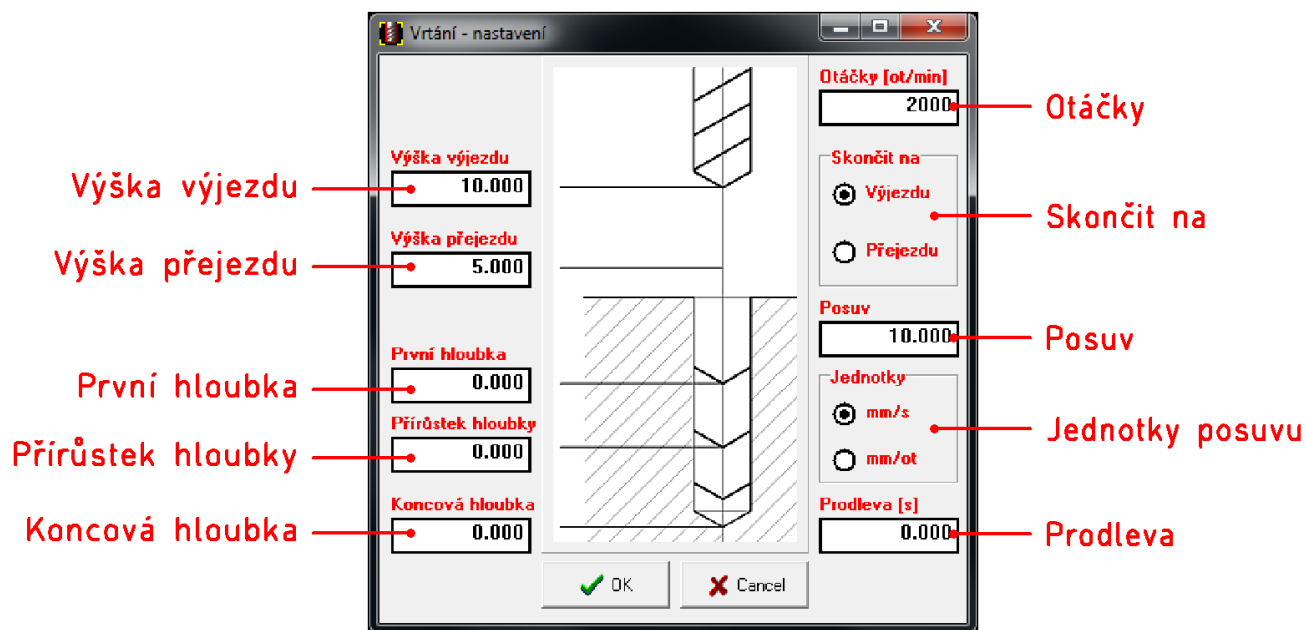 Vrtání - nastavení
Výška výjezdu
Výška výjezdu
10.000
Výška přejezdu
Výška přejezdu
5.000
První hloubka
První hloubka
0.000
Přírůstek hloubky
Přírůstek hloubky
0.000
Koncová hloubka
Koncová hloubka
0.000
Otáčky [ot/min]
2000
Otáčky
Skončit na
Výjezdu
Přejezdu
Skončit na
Posuv
10.000
Posuv
Jednotky
mm/s
mm/ot
Jednotky posuvu
Prodleva [s]
0.000
Prodleva
OK
Cancel